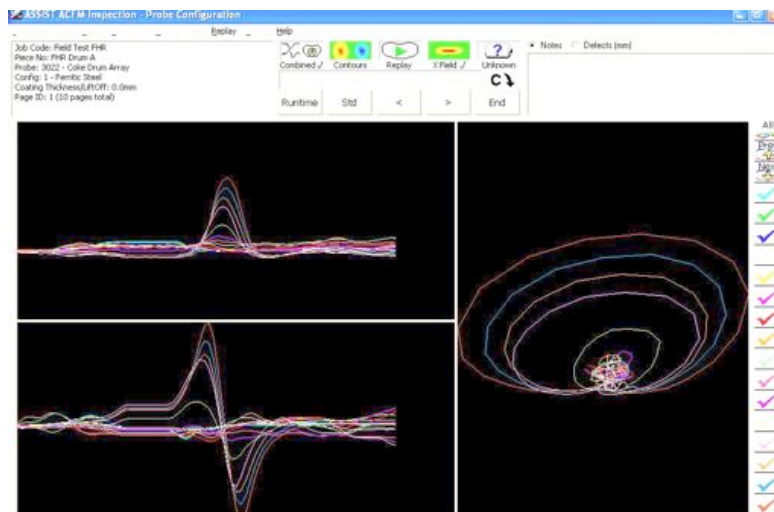 ASSIST ACFM Inspection - Probe Configuration
Replay Help
Job Code: Field Test FHR
Piece No: FHR Drum A
Probe: 3022 - Coke Drum Array
Config: 1 - Ferritic Steel
Coating Thickness/LiftOff: 0.0mm
Page ID: 1 (10 pages total)
Combined √ Contours Replay X Field √ Unknown
Notes Defects (mm)
C
Runtime Std < > End
All